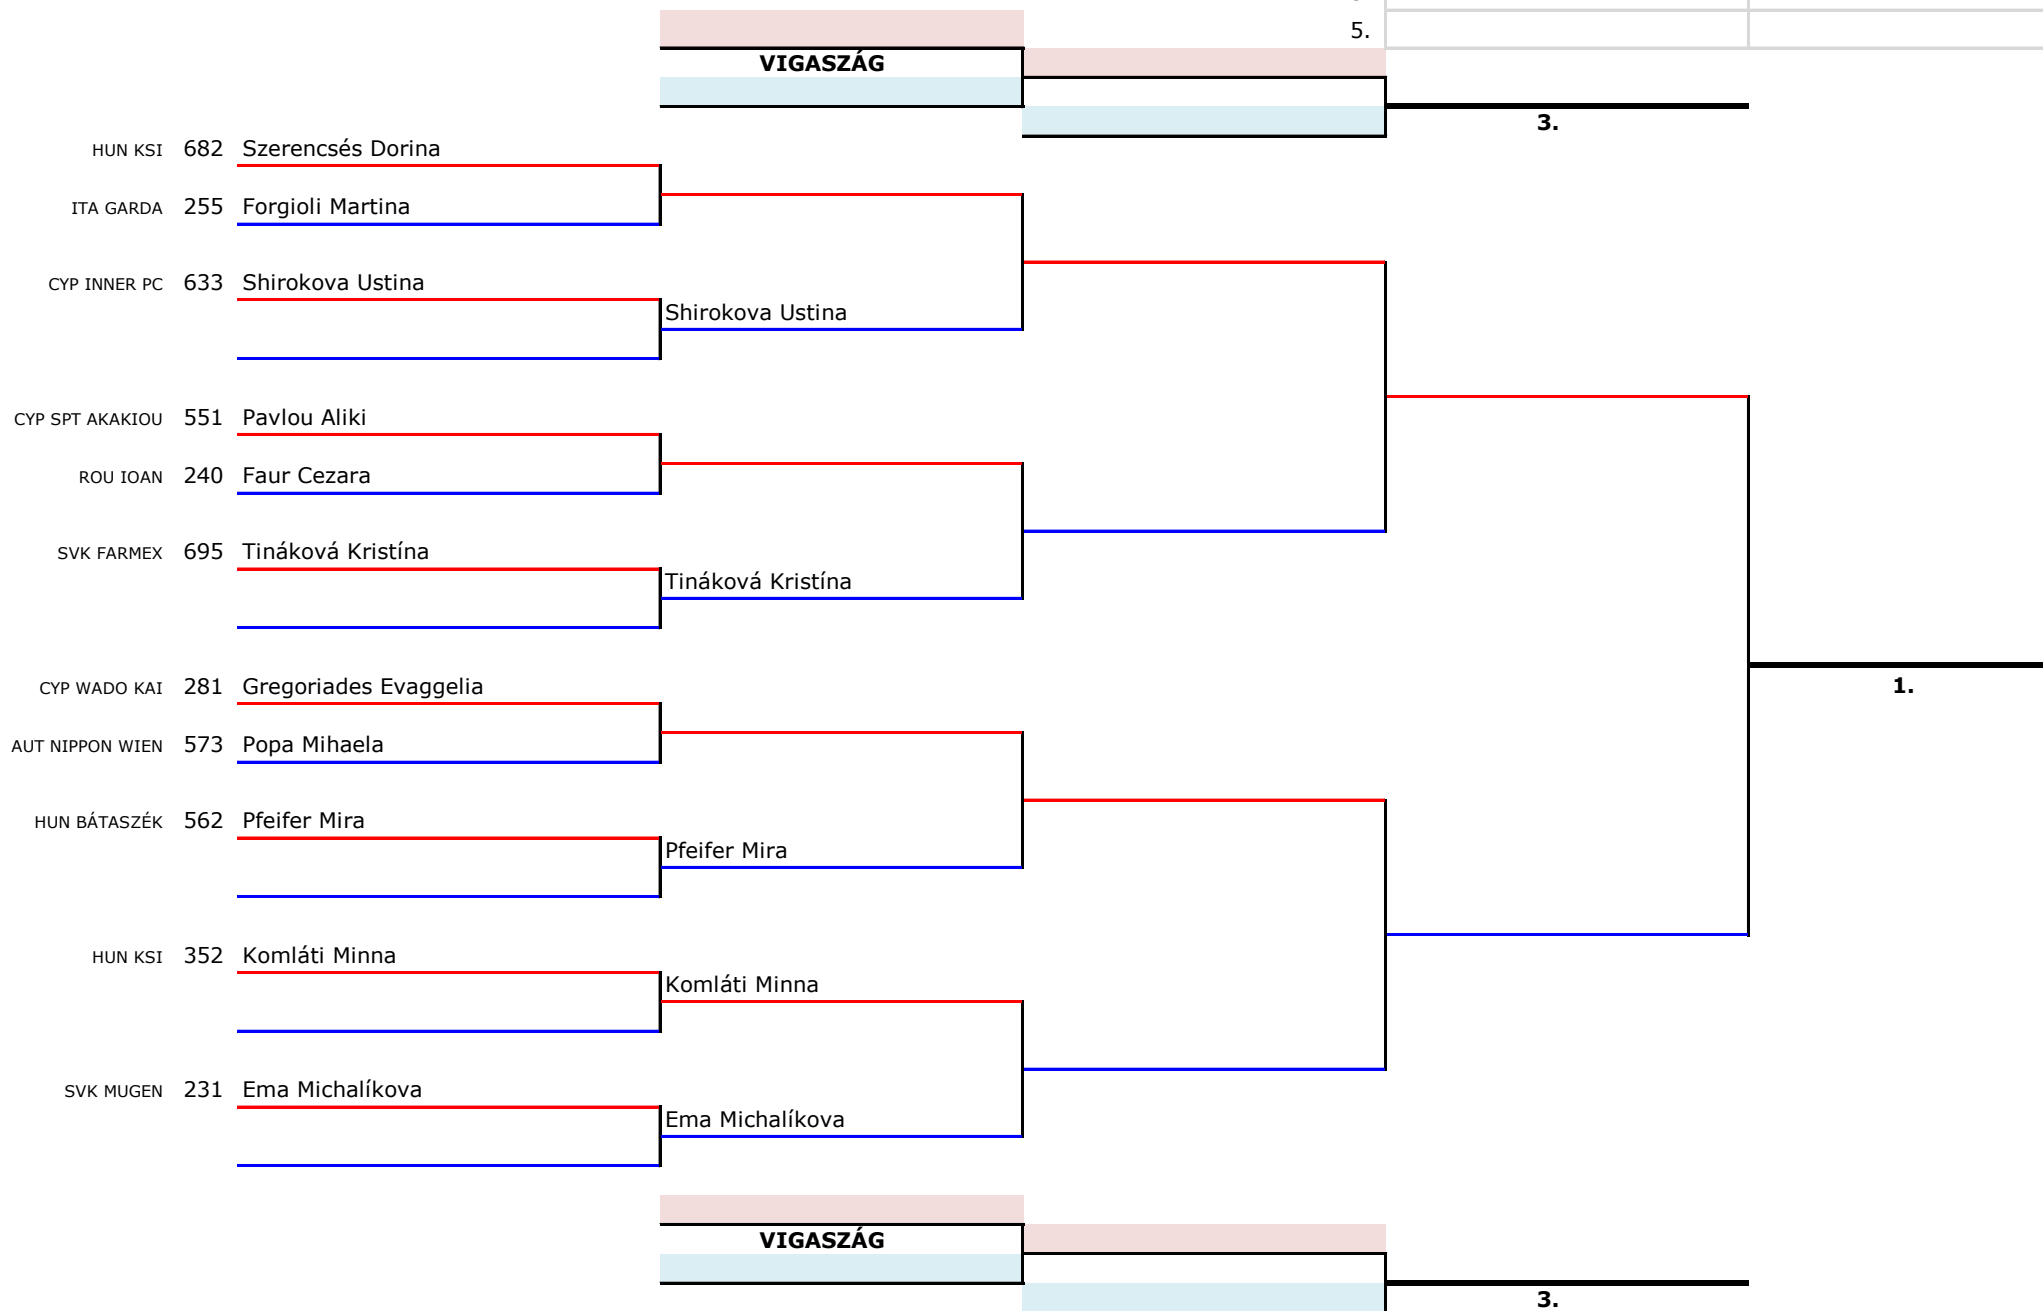 5.
VIGASZÁG
3.
HUN KSI 682 Szerencsés Dorina
ITA GARDA 255 Forgioli Martina
CYP INNER PC 633 Shirokova Ustina
Shirokova Ustina
CYP SPT AKAKIOU 551 Pavlou Aliki
ROU IOAN 240 Faur Cezara
SVK FARMEX 695 Tináková Kristína
Tináková Kristína
CYP WADO KAI 281 Gregoriades Evaggelia
1.
AUT NIPPON WIEN 573 Popa Mihaela
HUN BÁTASZÉK 562 Pfeifer Mira
Pfeifer Mira
HUN KSI 352 Komláti Minna
Komláti Minna
SVK MUGEN 231 Ema Michalíkova
Ema Michalíkova
VIGASZÁG
3.